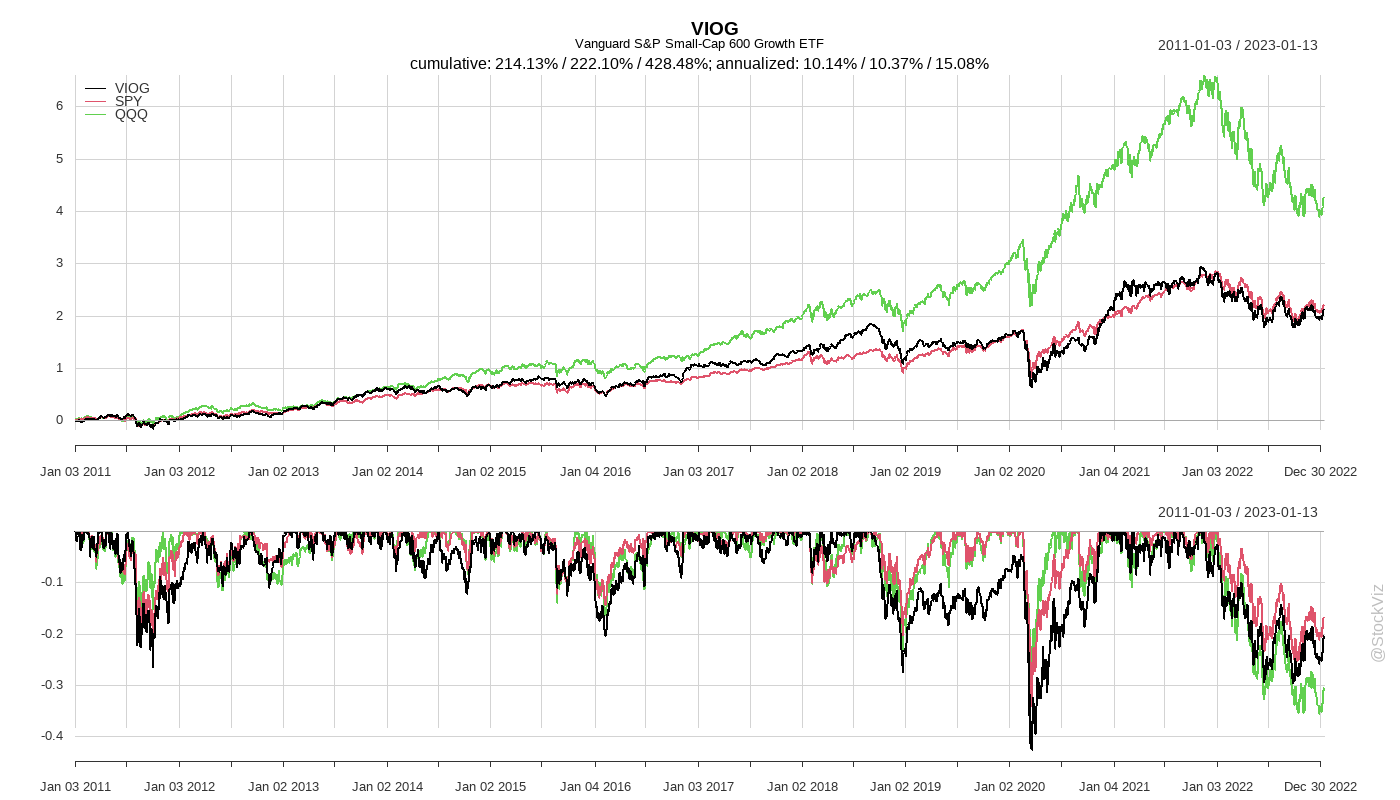 VIOG
Vanguard S&P Small-Cap 600 Growth ETF
2011-01-03 / 2023-01-13
cumulative: 214.13% / 222.10% / 428.48%; annualized: 10.14% / 10.37% / 15.08%
VIOG
SPY
QQQ
6
5
4
3
2
1
0
Jan 03 2011 Jan 03 2012 Jan 02 2013 Jan 02 2014 Jan 02 2015 Jan 04 2016 Jan 03 2017 Jan 02 2018 Jan 02 2019 Jan 02 2020 Jan 04 2021 Jan 03 2022 Dec 30 2022
2011-01-03 / 2023-01-13
-0.1
-0.2
-0.3
-0.4
Jan 03 2011 Jan 03 2012 Jan 02 2013 Jan 02 2014 Jan 02 2015 Jan 04 2016 Jan 03 2017 Jan 02 2018 Jan 02 2019 Jan 02 2020 Jan 04 2021 Jan 03 2022 Dec 30 2022
@StockViz